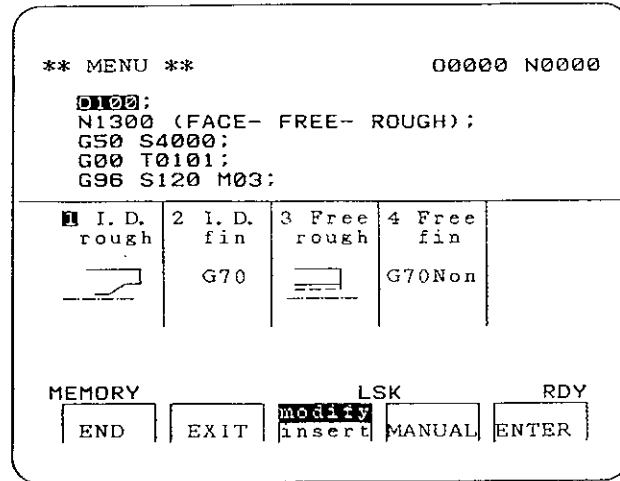 ** MENU ** O0000 N0000
O100;
N1300 (FACE- FREE- ROUGH);
G50 S4000;
G00 T0101;
G96 S120 M03;
1 I.D. rough
2 I.D. fin
3 Free rough
4 Free fin
G70
G70Non
MEMORY LSK RDY
END
EXIT
modify insert
MANUAL
ENTER